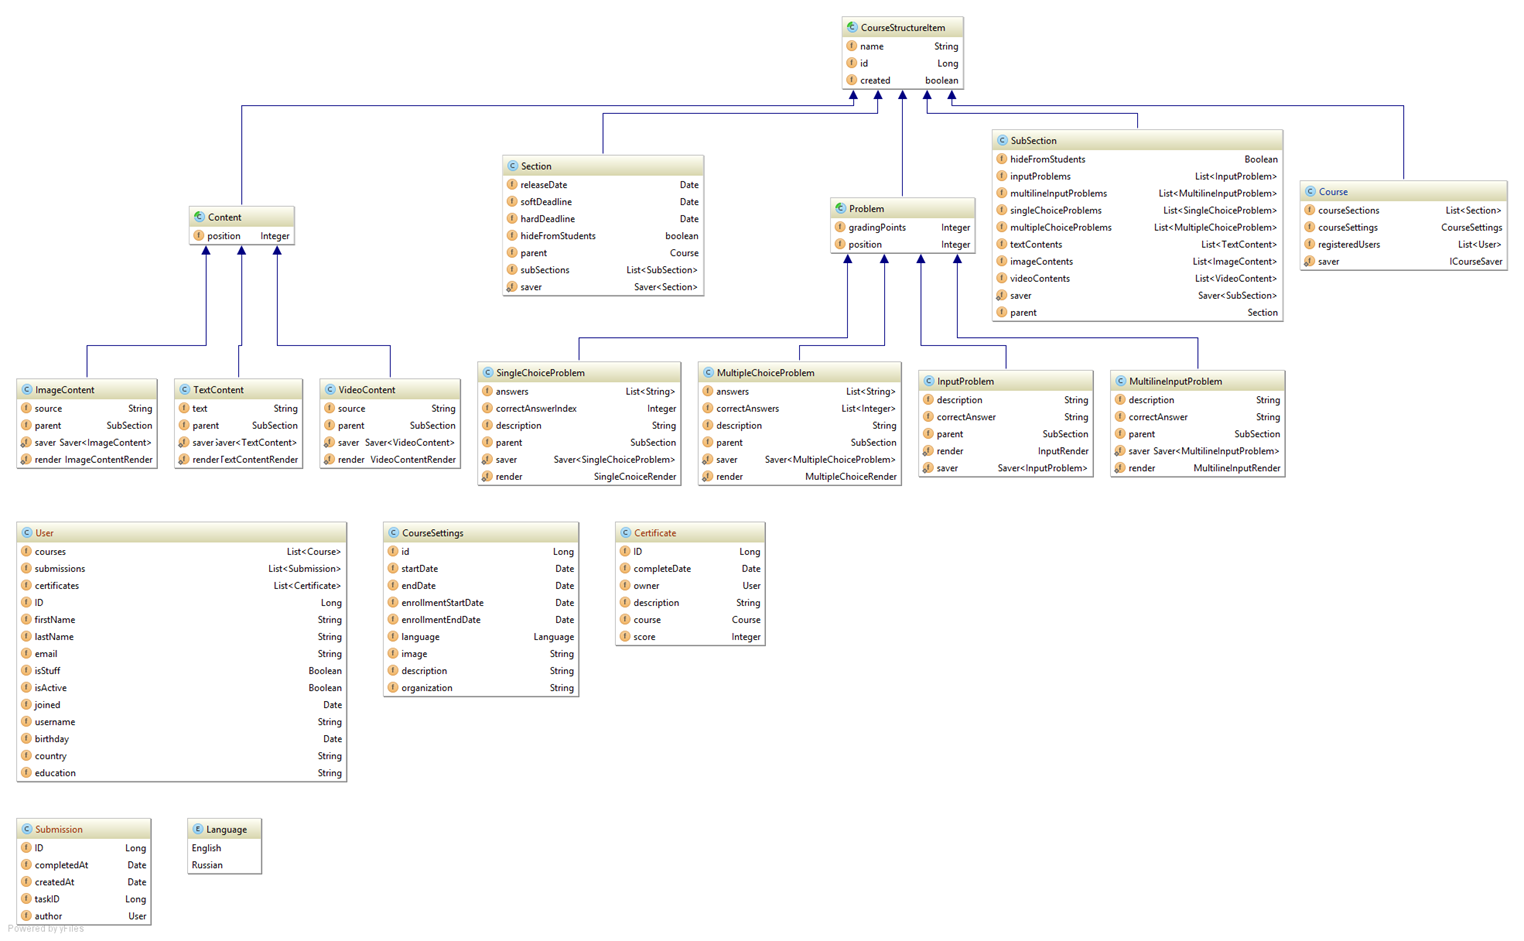 CourseStructureItem
name String
id Long
created boolean
Content
position Integer
Section
releaseDate Date
softDeadline Date
hardDeadline Date
hideFromStudents boolean
parent Course
subSections List<SubSection>
saver Saver<Section>
Problem
gradingPoints Integer
position Integer
SubSection
hideFromStudents Boolean
inputProblems List<InputProblem>
multilineInputProblems List<MultilineInputProblem>
singleChoiceProblems List<SingleChoiceProblem>
multipleChoiceProblems List<MultipleChoiceProblem>
textContents List<TextContent>
imageContents List<ImageContent>
videoContents List<VideoContent>
saver Saver<SubSection>
parent Section
Course
courseSections List<Section>
courseSettings CourseSettings
registeredUsers List<User>
saver ICourseSaver
ImageContent
source String
parent SubSection
saver Saver<ImageContent>
render ImageContentRender
TextContent
text String
parent SubSection
saver aver<TextContent>
render TextContentRender
VideoContent
source String
parent SubSection
saver Saver<VideoContent>
render VideoContentRender
SingleChoiceProblem
answers List<String>
correctAnswerIndex Integer
description String
parent SubSection
saver Saver<SingleChoiceProblem>
render SingleCnoiceRender
MultipleChoiceProblem
answers List<String>
correctAnswers List<Integer>
description String
parent SubSection
saver Saver<MultipleChoiceProblem>
render MultipleChoiceRender
InputProblem
description String
correctAnswer String
parent SubSection
render InputRender
saver Saver<InputProblem>
MultilineInputProblem
description String
correctAnswer String
parent SubSection
saver Saver<MultilineInputProblem>
render MultilineInputRender
User
courses List<Course>
submissions List<Submission>
certificates List<Certificate>
ID Long
firstName String
lastName String
email String
isStuff Boolean
isActive Boolean
joined Date
username String
birthday Date
country String
education String
CourseSettings
id Long
startDate Date
endDate Date
enrollmentStartDate Date
enrollmentEndDate Date
language Language
image String
description String
organization String
Certificate
ID Long
completeDate Date
owner User
description String
course Course
score Integer
Submission
ID Long
completedAt Date
createdAt Date
taskID Long
author User
Language
English
Russian
Powered by yFiles